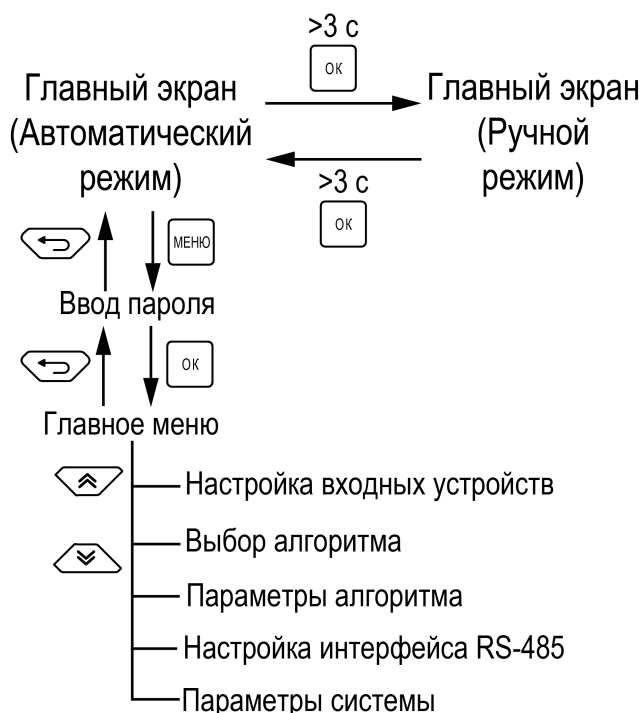 >3 с
ОК
Главный экран
(Автоматический
режим)
Главный экран
(Ручной
режим)
>3 с
ОК
МЕНЮ
Ввод пароля
ОК
Главное меню
Настройка входных устройств
Выбор алгоритма
Параметры алгоритма
Настройка интерфейса RS-485
Параметры системы